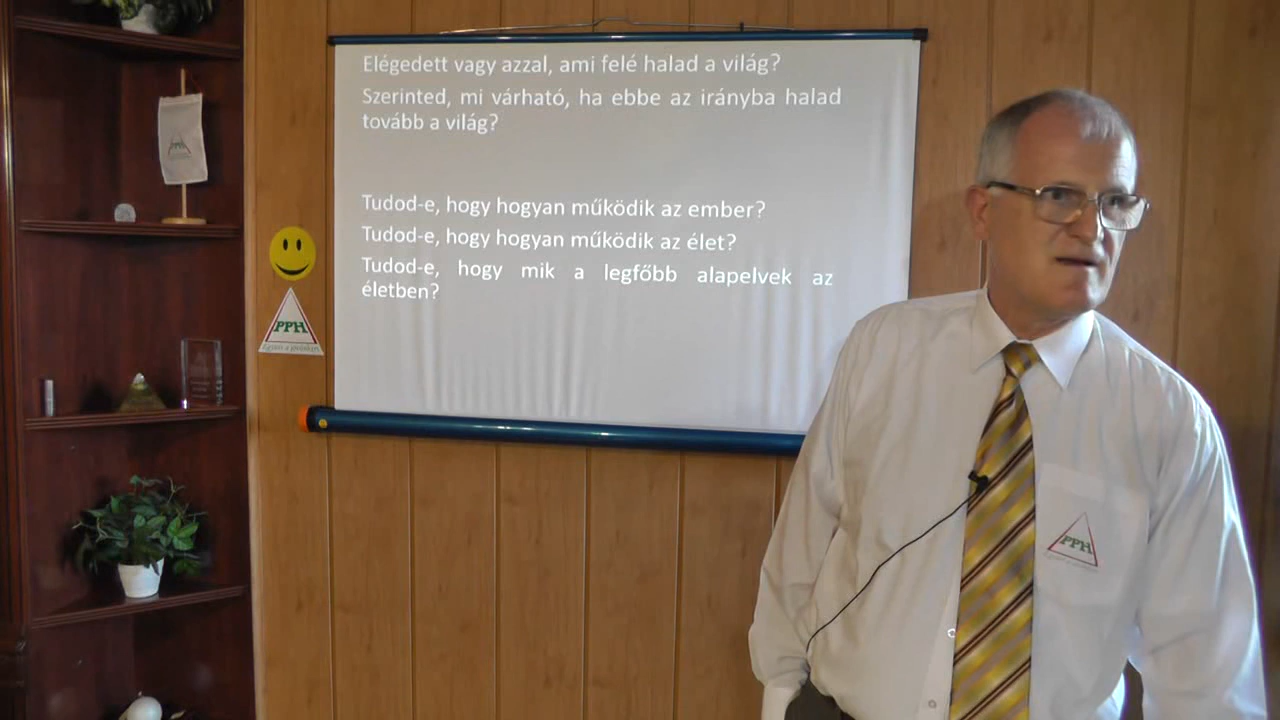 Elégedett vagy azzal, ami felé halad a világ?
Szerinted, mi várható, ha ebbe az irányba halad
tovább a világ?
Tudod-e, hogy hogyan működik az ember?
Tudod-e, hogy hogyan működik az élet?
Tudod-e, hogy mik a legfőbb alapelvek az
életben?
PPH
PPH
PPH